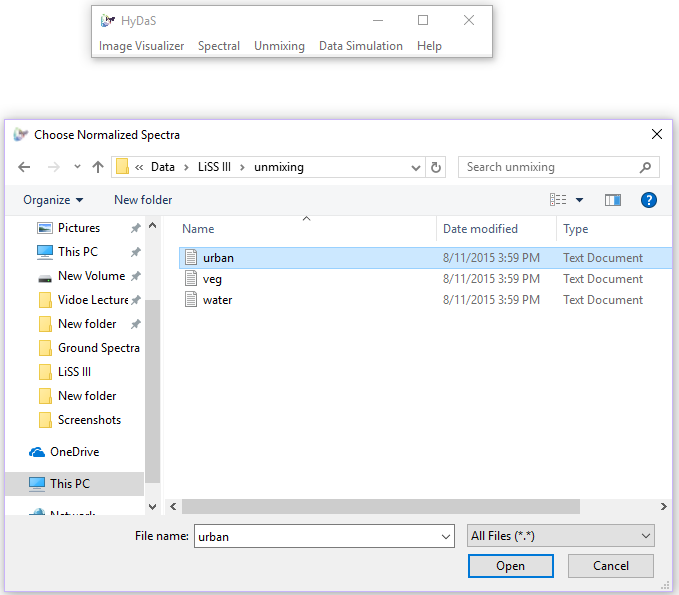 HyDaS
Image Visualizer Spectral Unmixing Data Simulation Help
Choose Normalized Spectra
« Data › LiSS III › unmixing Search unmixing
Organize New folder
Name Date modified Type
Pictures
This PC
New Volume
Vidoe Lecture
New folder
Ground Spectra
LiSS III
New folder
Screenshots
OneDrive
This PC
Network
urban 8/11/2015 3:59 PM Text Document
veg 8/11/2015 3:59 PM Text Document
water 8/11/2015 3:59 PM Text Document
File name: urban All Files (*.*)
Open Cancel